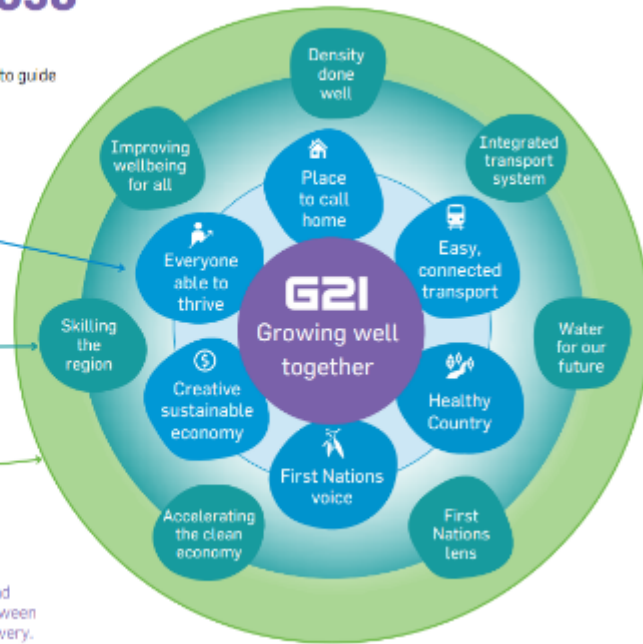 to guide
Density
done
well
Improving
wellbeing
for all
Integrated
transport
system
Place
to call
home
Everyone
able to
thrive
Easy,
connected
transport
G21
Growing well
together
Skilling
the
region
Water
for our
future
Creative
sustainable
economy
Healthy
Country
First Nations
voice
Accelerating
the clean
economy
First
Nations
lens